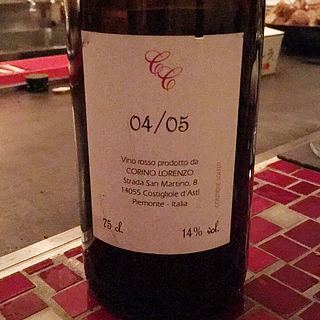 CC
04/05
Vino rosso prodotto da
CORINO LORENZO
Strada San Martino, 8
14055 Costigliole d'Asti
Piemonte - Italia
75 cl. 14% vol.